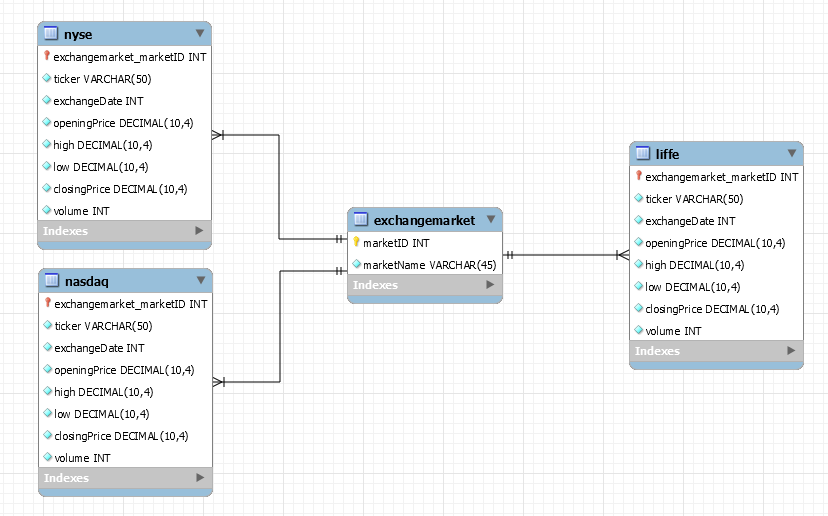 nyse
exchangemarket_marketID INT
ticker VARCHAR(50)
exchangeDate INT
openingPrice DECIMAL(10,4)
high DECIMAL(10,4)
low DECIMAL(10,4)
closingPrice DECIMAL(10,4)
volume INT
Indexes
nasdaq
exchangemarket_marketID INT
ticker VARCHAR(50)
exchangeDate INT
openingPrice DECIMAL(10,4)
high DECIMAL(10,4)
low DECIMAL(10,4)
closingPrice DECIMAL(10,4)
volume INT
Indexes
exchangemarket
marketID INT
marketName VARCHAR(45)
Indexes
liffe
exchangemarket_marketID INT
ticker VARCHAR(50)
exchangeDate INT
openingPrice DECIMAL(10,4)
high DECIMAL(10,4)
low DECIMAL(10,4)
closingPrice DECIMAL(10,4)
volume INT
Indexes